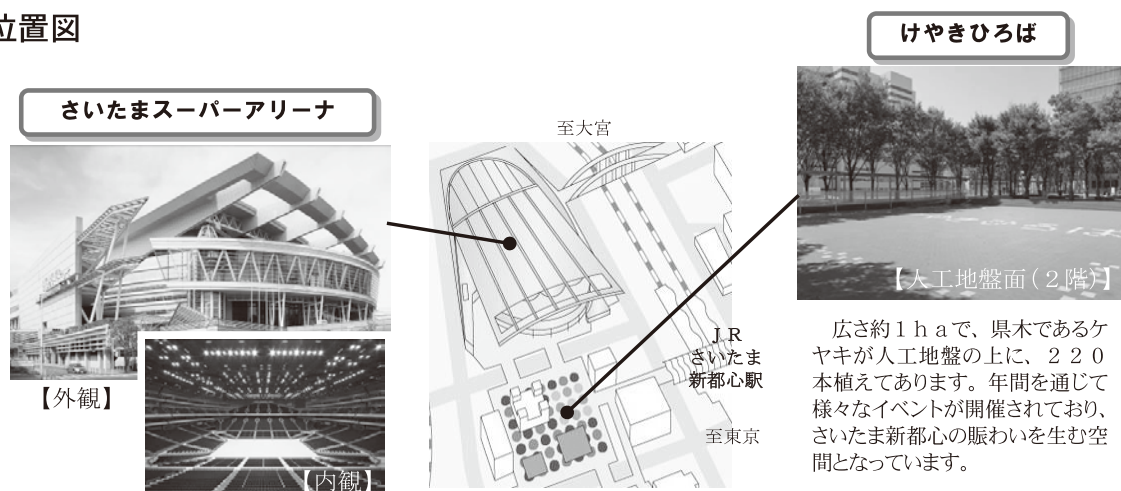 位置図
けやきひろば
さいたまスーパーアリーナ
至大宮
【人工地盤面(2階)】
JR
さいたま
新都心駅
【外観】
至東京
【内観】
広さ約1haで、県木であるケ
ヤキが人工地盤の上に、220
本植えてあります。年間を通じて
様々なイベントが開催されており、
さいたま新都心の賑わいを生む空
間となっています。